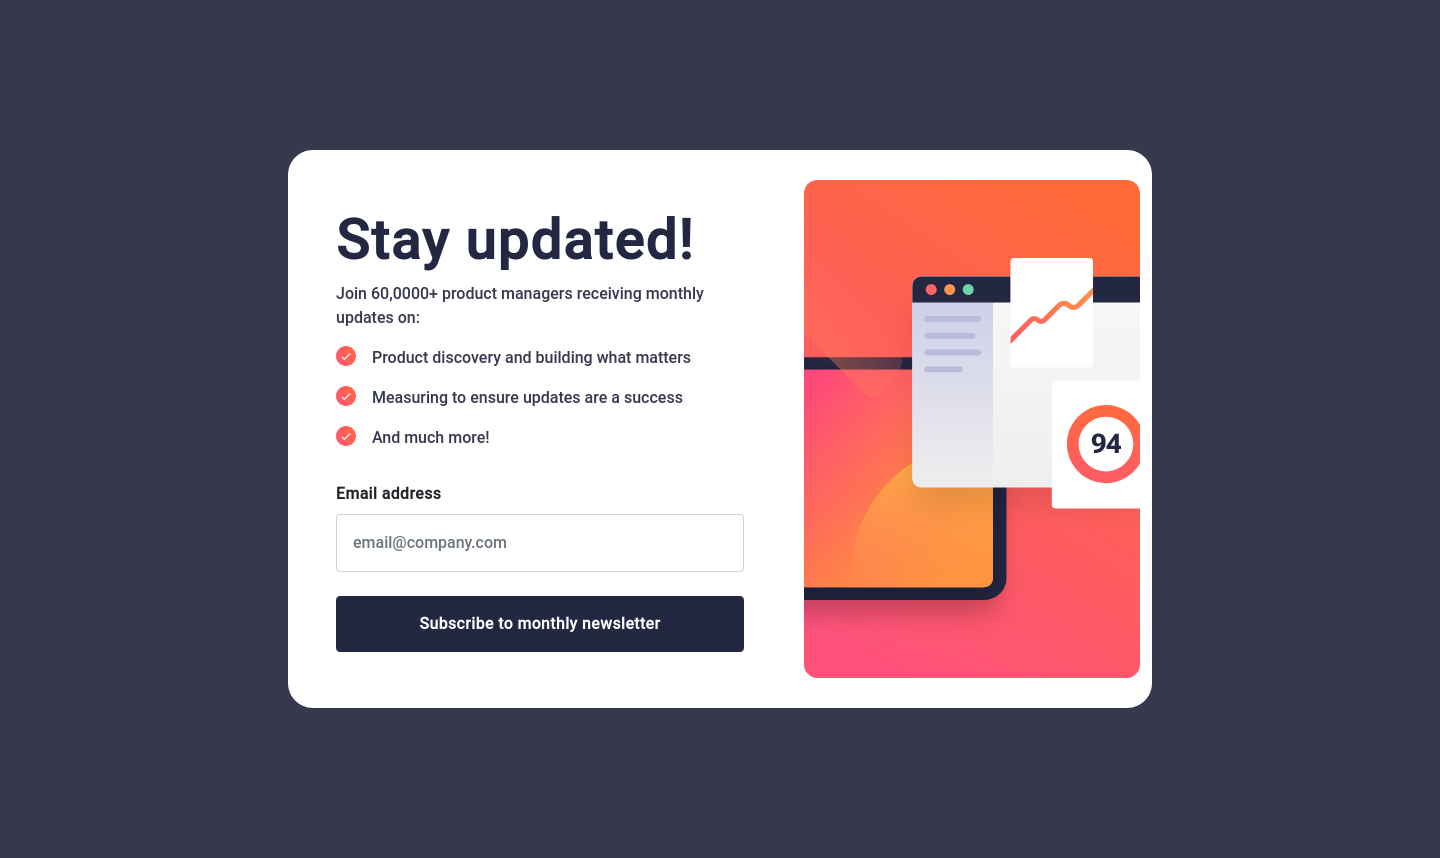 Stay updated!
Join 60,0000+ product managers receiving monthly
updates on:
Product discovery and building what matters
Measuring to ensure updates are a success
And much more!
Email address
email@company.com
Subscribe to monthly newsletter
94